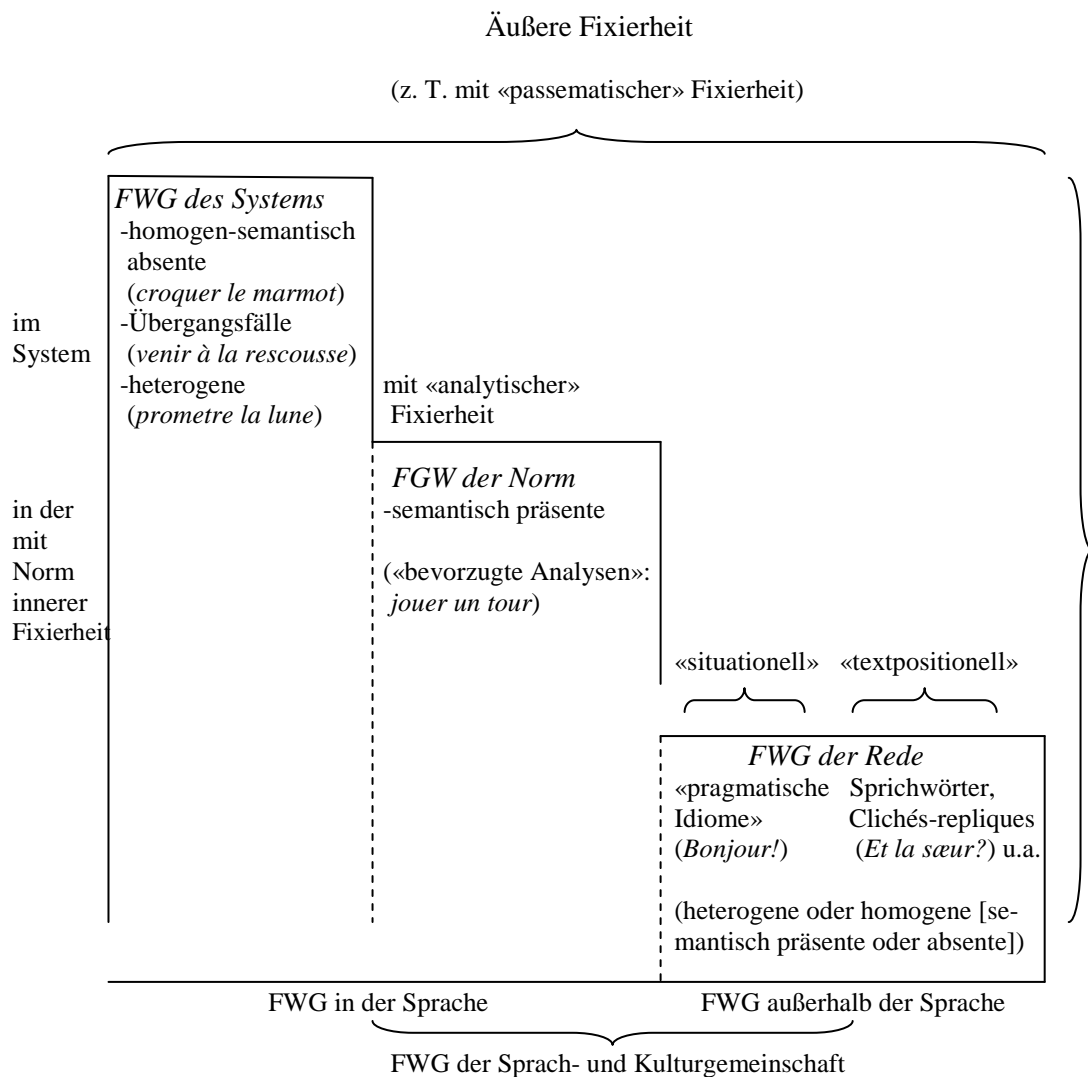 Äußere Fixierheit
(z. T. mit «passematischer» Fixierheit)
FWG des Systems
-homogen-semantisch
absente
(croquer le marmot)
-Übergangsfälle
(venir à la rescousse)
-heterogene
(prometre la lune)
im
System
mit «analytischer»
Fixierheit
in der
mit
Norm
innerer
Fixierheit
FGW der Norm
-semantisch präsente
(«bevorzugte Analysen»:
jouer un tour)
«situationell» «textpositionell»
FWG der Rede
«pragmatische
Idiome»
(Bonjour!)
Sprichwörter,
Clichés-repliques
(Et la sæur?) u.a.
(heterogene oder homogene [se-
mantisch präsente oder absente])
FWG in der Sprache
FWG außerhalb der Sprache
FWG der Sprach- und Kulturgemeinschaft